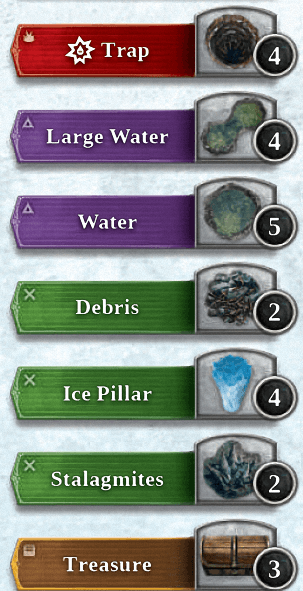 Trap 4
Large Water 4
Water 5
Debris 2
Ice Pillar 4
Stalagmites 2
Treasure 3